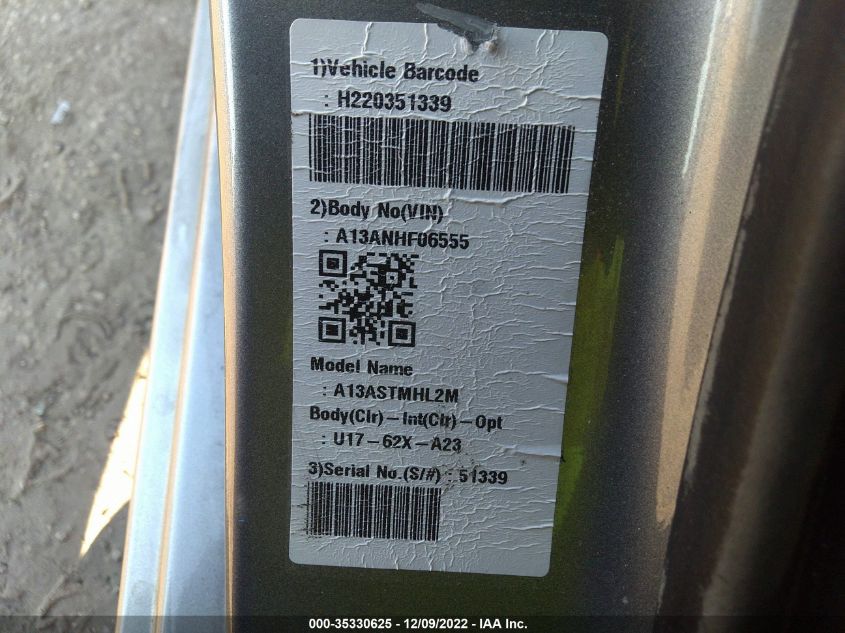 1)Vehicle Barcode
: H220351339
2)Body No(VIN)
: A13ANHF06555
Model Name
: A13ASTMHL2M
Body(Clr)-Int(Clr)-Opt
: U17-62X-A23
3)Serial No.(S/#) : 51339
000-35330625 - 12/09/2022 - IAA Inc.